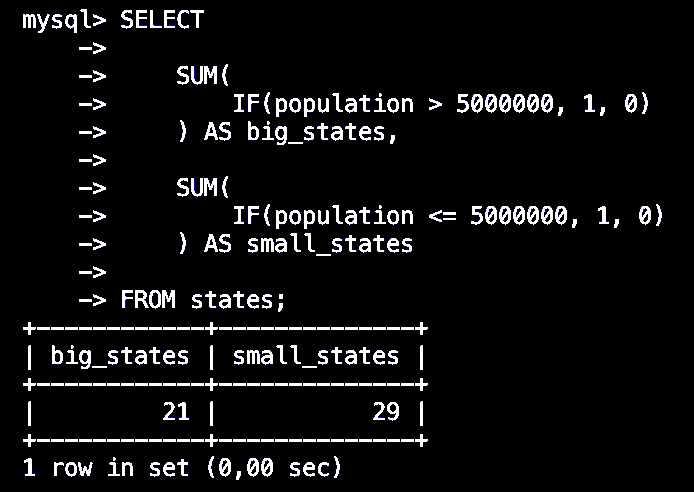 mysql> SELECT
    ->
    ->     SUM(
    ->         IF(population > 5000000, 1, 0)
    ->     ) AS big_states,
    ->
    ->     SUM(
    ->         IF(population <= 5000000, 1, 0)
    ->     ) AS small_states
    ->
    -> FROM states;
+------------+--------------+
| big_states | small_states |
+------------+--------------+
|         21 |           29 |
+------------+--------------+
1 row in set (0,00 sec)